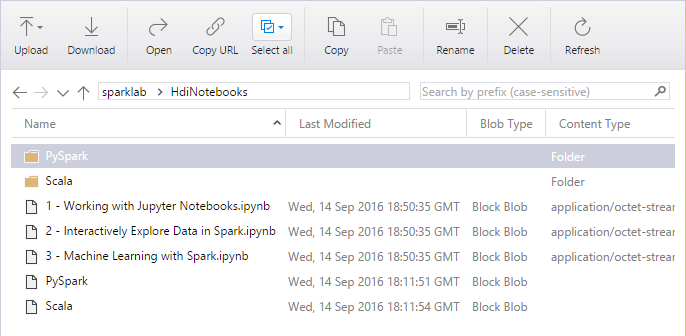 Upload Download Open Copy URL Select all Copy Paste Rename Delete Refresh
sparklab HdiNotebooks Search by prefix (case-sensitive)
Name Last Modified Blob Type Content Type
PySpark Folder
Scala Folder
1 - Working with Jupyter Notebooks.ipynb Wed, 14 Sep 2016 18:50:35 GMT Block Blob application/octet-stream
2 - Interactively Explore Data in Spark.ipynb Wed, 14 Sep 2016 18:50:35 GMT Block Blob application/octet-stream
3 - Machine Learning with Spark.ipynb Wed, 14 Sep 2016 18:50:35 GMT Block Blob application/octet-stream
PySpark Wed, 14 Sep 2016 18:11:51 GMT Block Blob
Scala Wed, 14 Sep 2016 18:11:54 GMT Block Blob